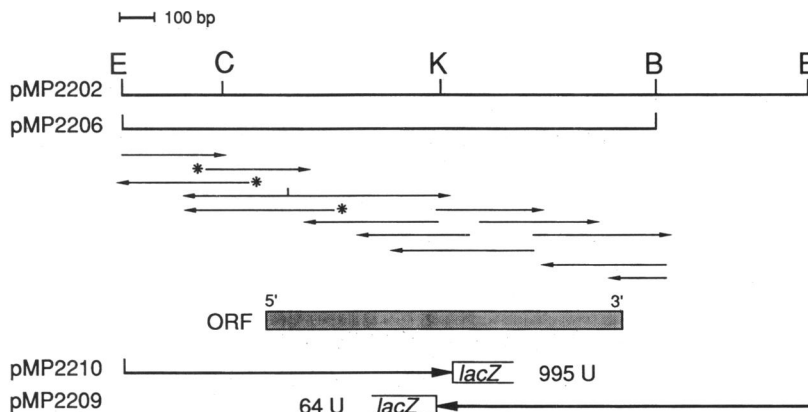 100 bp
E C K B E
pMP2202
pMP2206
* *
*
5' 3'
ORF
pMP2210 lacZ 995 U
pMP2209 64 U lacZ